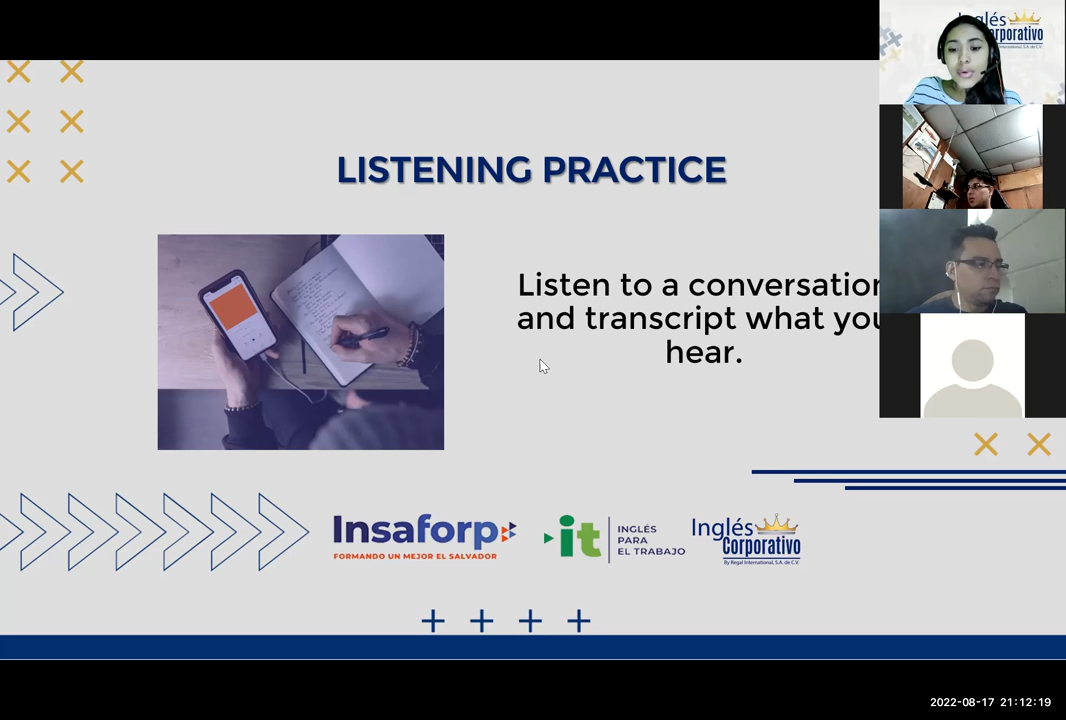 LISTENING PRACTICE
Listen to a conversation
and transcript what you
hear.
Insaforp
FORMANDO UN MEJOR EL SALVADOR
it
INGLÉS
PARA
EL TRABAJO
Inglés
Corporativo
By Regal International, S.A. de C.V.
Inglés
Corporativo
2022-08-17 21:12:19